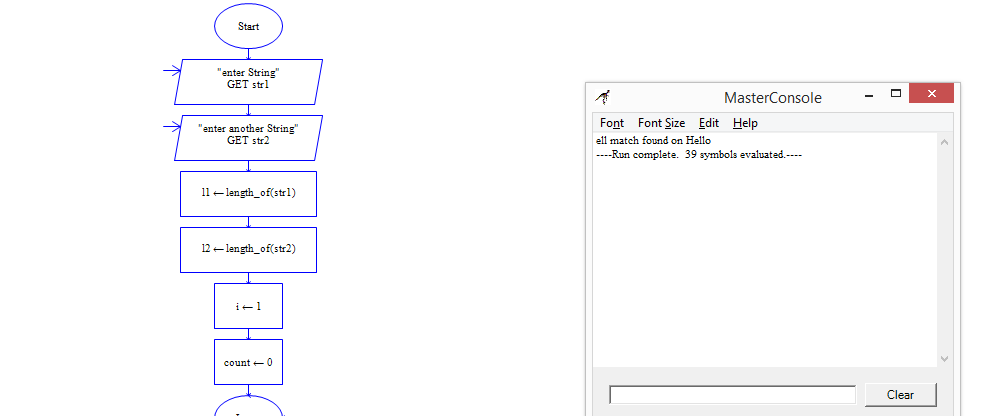 Start
"enter String"
GET str1
"enter another String"
GET str2
l1 ← length_of(str1)
l2 ← length_of(str2)
i ← 1
count ← 0
MasterConsole
Font Font Size Edit Help
ell match found on Hello
----Run complete.  39 symbols evaluated.----
Clear